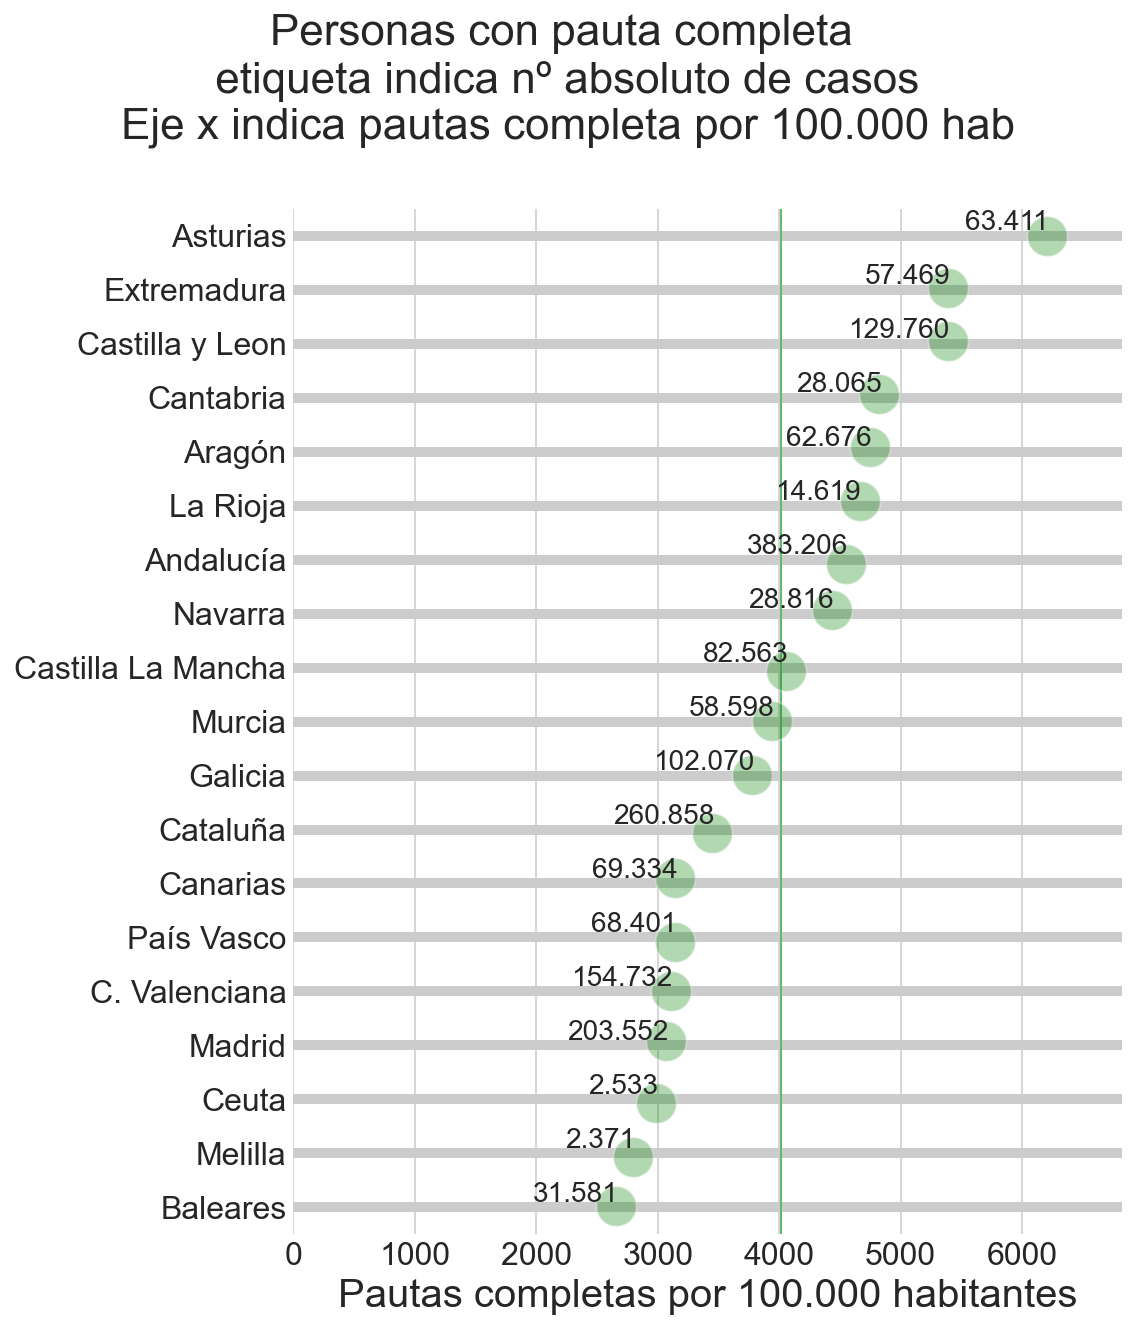 Personas con pauta completa
etiqueta indica nº absoluto de casos
Eje x indica pautas completa por 100.000 hab
Asturias 63.411
Extremadura 57.469
Castilla y Leon 129.760
Cantabria 28.065
Aragón 62.676
La Rioja 14.619
Andalucía 383.206
Navarra 28.816
Castilla La Mancha 82.563
Murcia 58.598
Galicia 102.070
Cataluña 260.858
Canarias 69.334
País Vasco 68.401
C. Valenciana 154.732
Madrid 203.552
Ceuta 2.533
Melilla 2.371
Baleares 31.581
0 1000 2000 3000 4000 5000 6000
Pautas completas por 100.000 habitantes